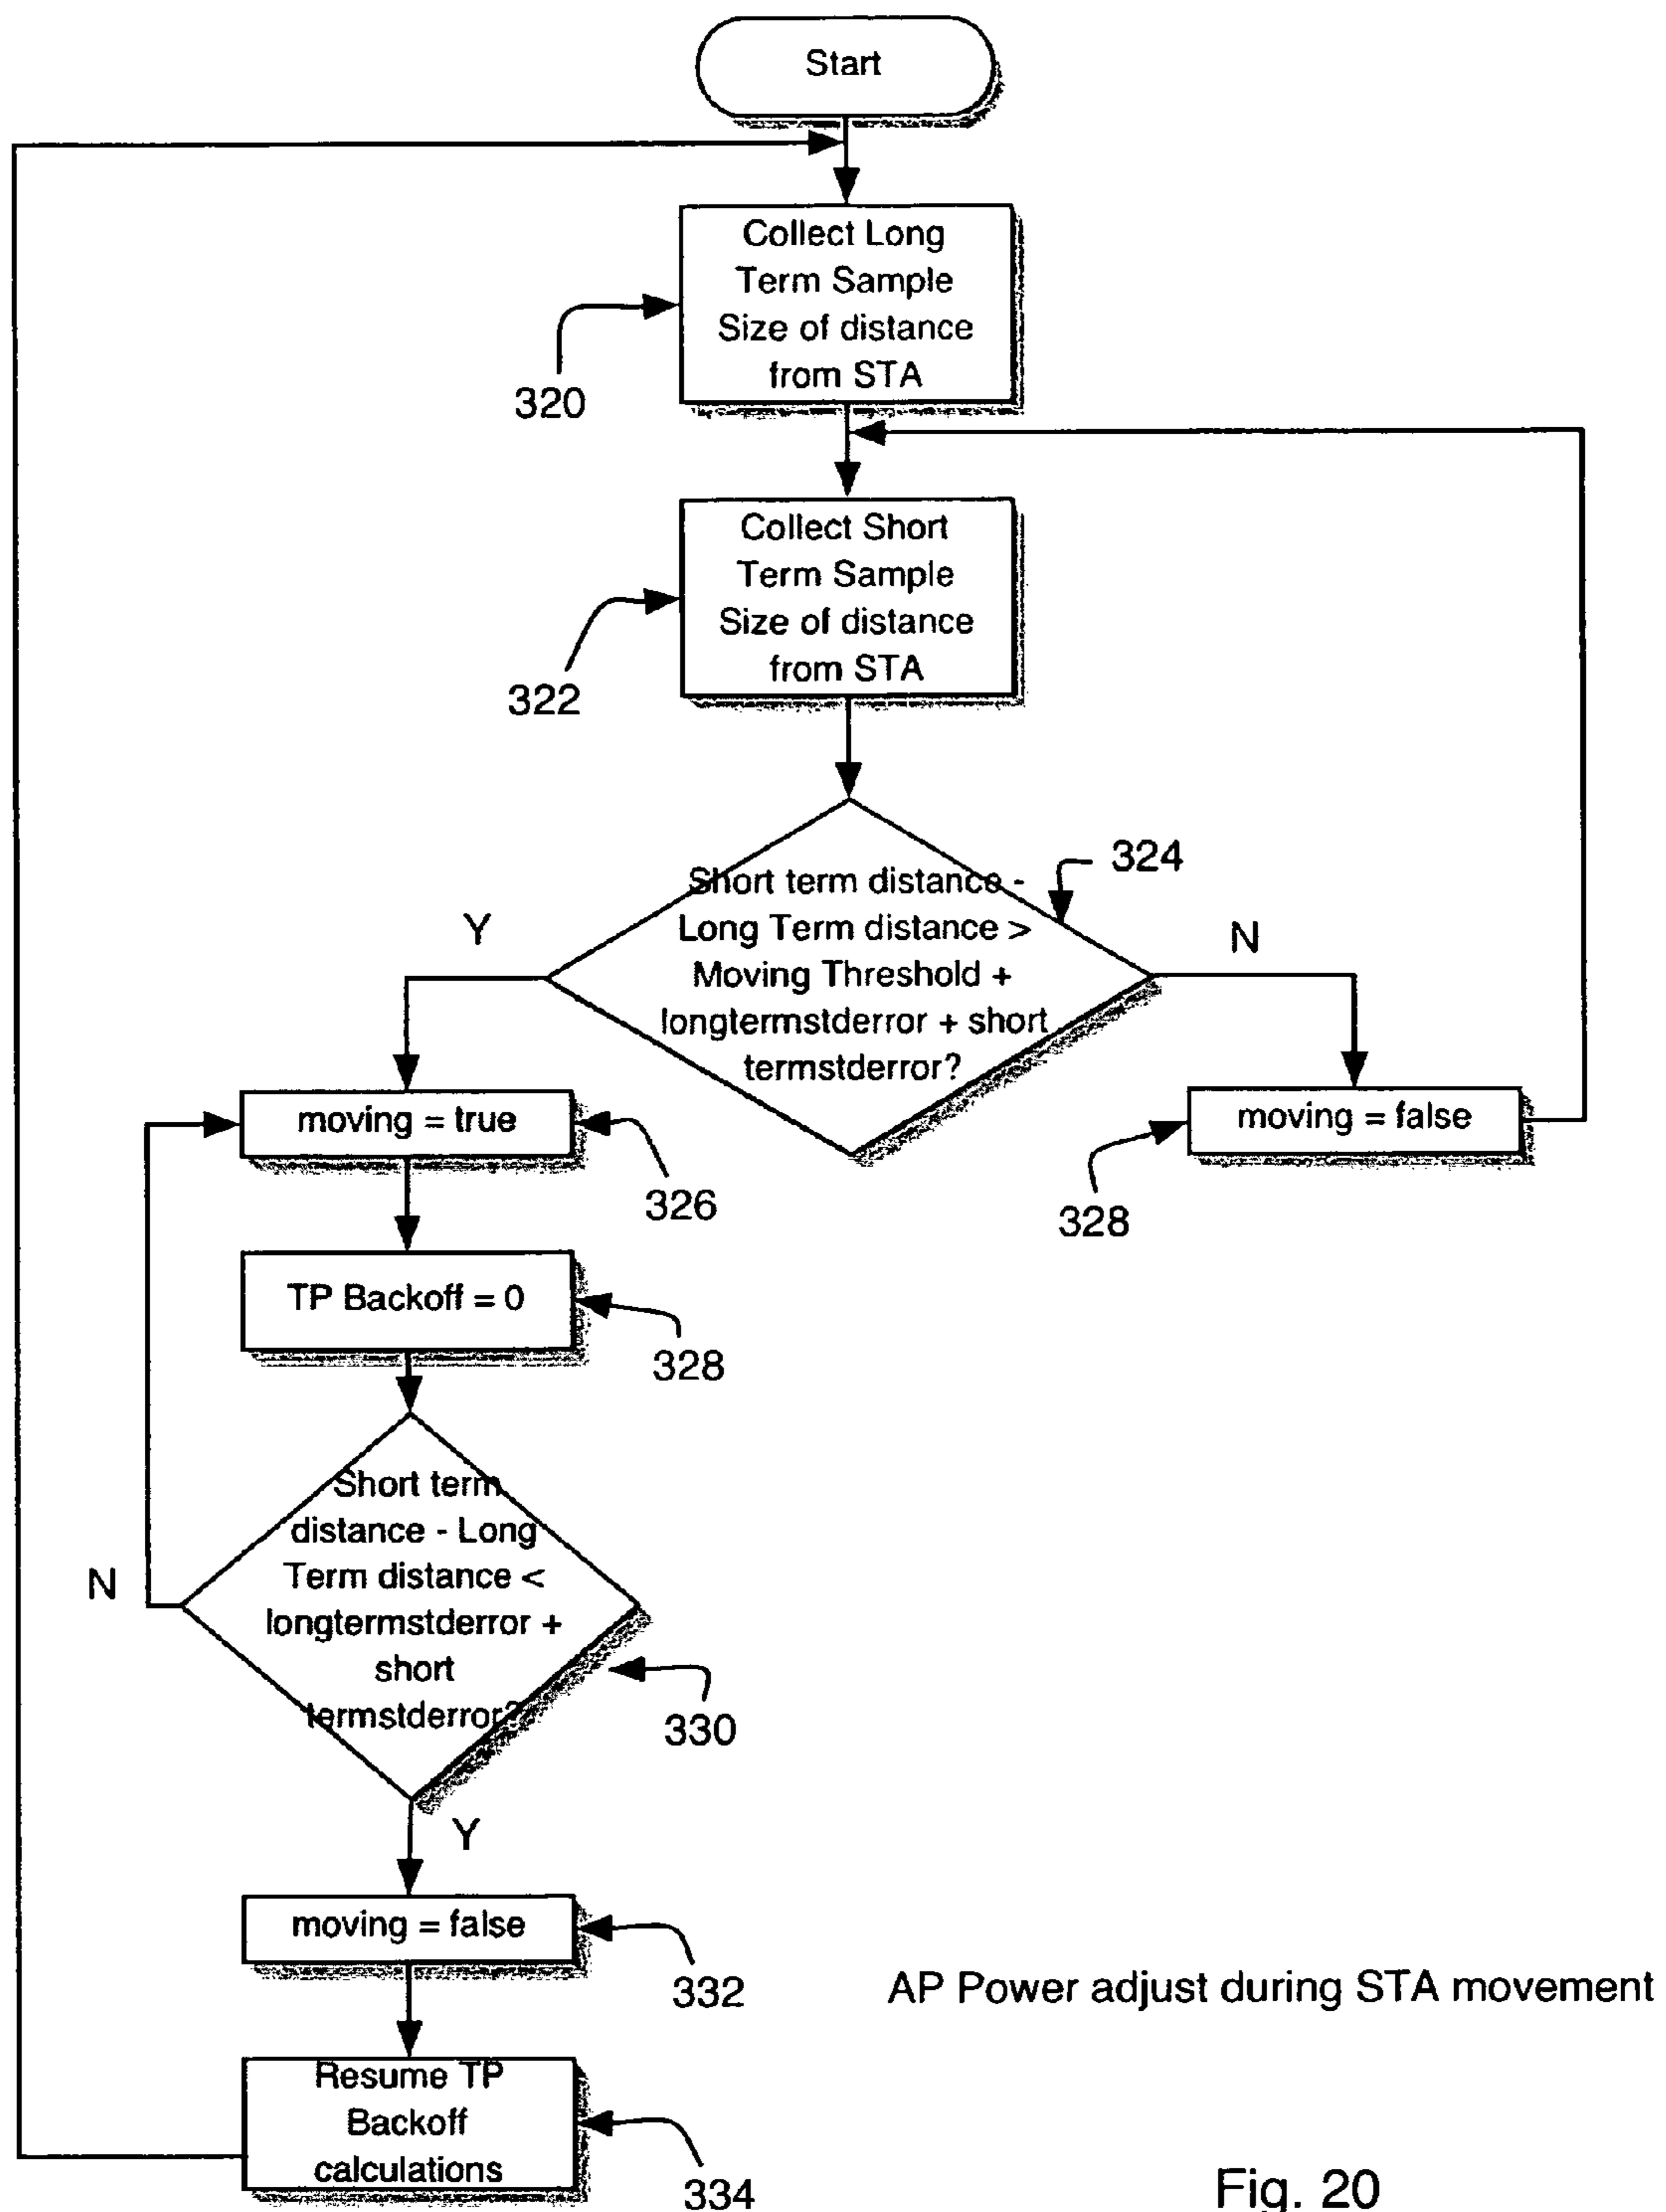 Start
Collect Long
Term Sample
Size of distance
from STA
320
Collect Short
Term Sample
Size of distance
from STA
322
324
Short term distance -
Long Term distance >
Moving Threshold +
longtermstderror + short
termstderror?
Y
N
moving = true
326
moving = false
328
TP Backoff = 0
328
Short term
distance - Long
Term distance <
longtermstderror +
short
termstderror?
N
330
Y
moving = false
332
AP Power adjust during STA movement
Resume TP
Backoff
calculations
334
Fig. 20